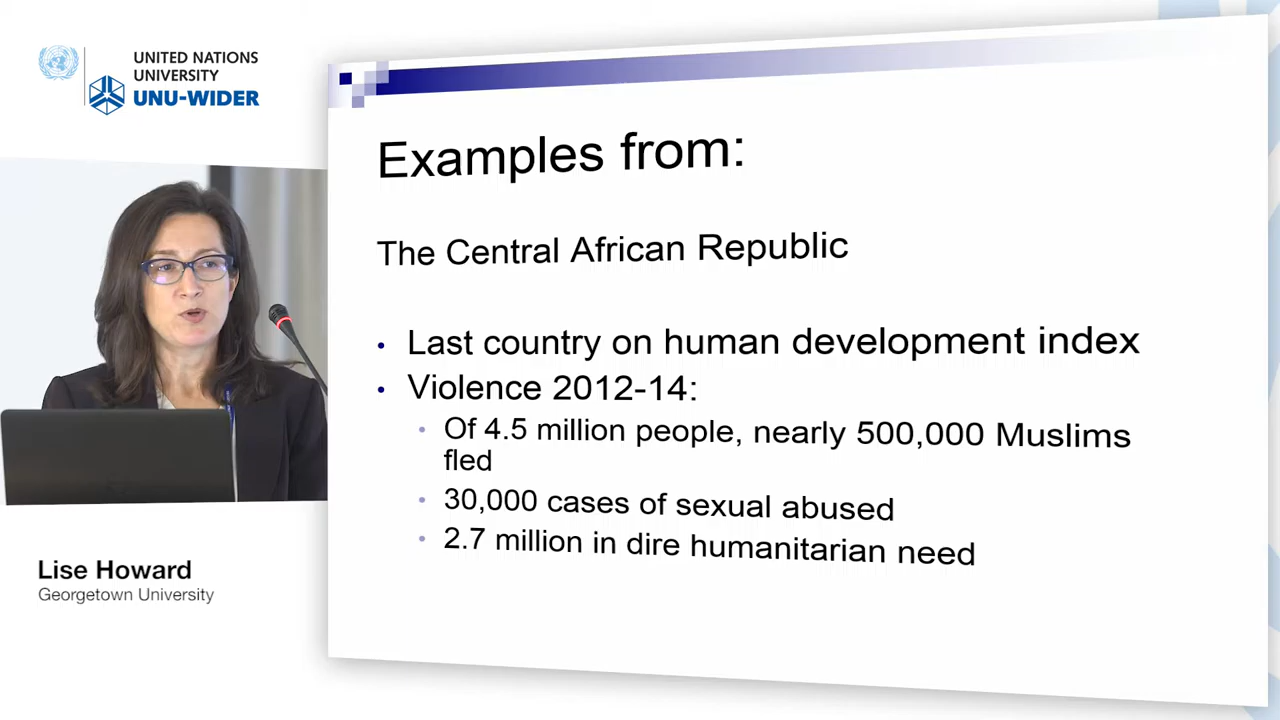 UNITED NATIONS
UNIVERSITY
UNU-WIDER
Examples from:
The Central African Republic
• Last country on human development index
• Violence 2012-14:
• Of 4.5 million people, nearly 500,000 Muslims
fled
• 30,000 cases of sexual abused
• 2.7 million in dire humanitarian need
Lise Howard
Georgetown University